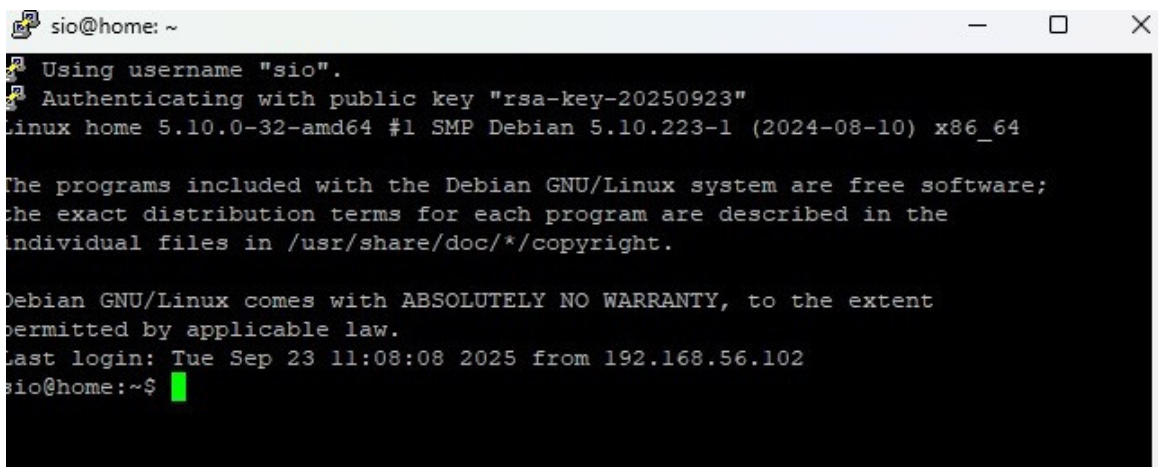 sio@home: ~
Using username "sio".
Authenticating with public key "rsa-key-20250923"
Linux home 5.10.0-32-amd64 #1 SMP Debian 5.10.223-1 (2024-08-10) x86_64
The programs included with the Debian GNU/Linux system are free software;
the exact distribution terms for each program are described in the
individual files in /usr/share/doc/*/copyright.
Debian GNU/Linux comes with ABSOLUTELY NO WARRANTY, to the extent
permitted by applicable law.
Last login: Tue Sep 23 11:08:08 2025 from 192.168.56.102
sio@home:~$